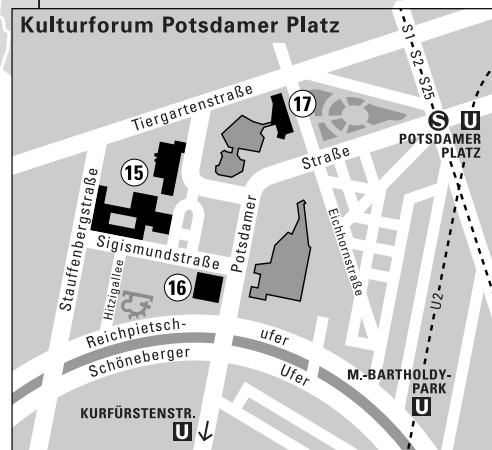 Kulturforum Potsdamer Platz
S1 - S2 - S25
Tiergartenstraße
17
S U
POTSDAMER
PLATZ
Straße
15
Stauffenbergstraße
Potsdamer
Eichhornstraße
Sigismundstraße
Hitzigallee
16
U2
Reichpietsch-
ufer
Schöneberger
Ufer
M.-BARTHOLDY-
PARK
U
KURFÜRSTENSTR.
U